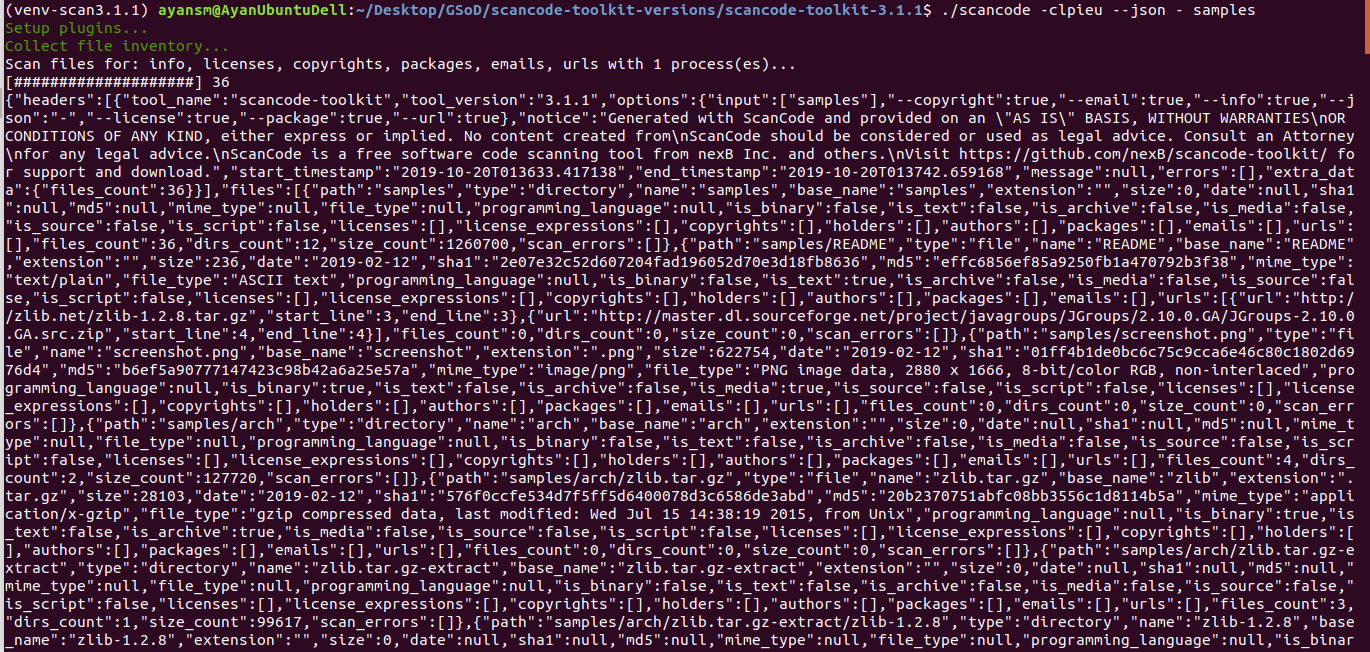 (venv-scan3.1.1) ayansm@AyanUbuntuDell:~/Desktop/GSoD/scancode-toolkit-versions/scancode-toolkit-3.1.1$ ./scancode -clpieu --json - samples
Setup plugins...
Collect file inventory...
Scan files for: info, licenses, copyrights, packages, emails, urls with 1 process(es)...
[####################] 36
{"headers":[{"tool_name":"scancode-toolkit","tool_version":"3.1.1","options":{"input":["samples"],"--copyright":true,"--email":true,"--info":true,"--j
son":"-","--license":true,"--package":true,"--url":true},"notice":"Generated with ScanCode and provided on an \"AS IS\" BASIS, WITHOUT WARRANTIES\nOR
CONDITIONS OF ANY KIND, either express or implied. No content created from\nScanCode should be considered or used as legal advice. Consult an Attorney
\nfor any legal advice.\nScanCode is a free software code scanning tool from nexB Inc. and others.\nVisit https://github.com/nexB/scancode-toolkit/ fo
r support and download.","start_timestamp":"2019-10-20T013633.417138","end_timestamp":"2019-10-20T013742.659168","message":null,"errors":[],"extra_dat
a":{"files_count":36}}],"files":[{"path":"samples","type":"directory","name":"samples","base_name":"samples","extension":"","size":0,"date":null,"sha1
":null,"md5":null,"mime_type":null,"file_type":null,"programming_language":null,"is_binary":false,"is_text":false,"is_archive":false,"is_media":false,
"is_source":false,"is_script":false,"licenses":[],"license_expressions":[],"copyrights":[],"holders":[],"authors":[],"packages":[],"emails":[],"urls":
[],"files_count":36,"dirs_count":12,"size_count":1260700,"scan_errors":[]},{"path":"samples/README","type":"file","name":"README","base_name":"README"
,"extension":"","size":236,"date":"2019-02-12","sha1":"2e07e32c52d607204fad196052d70e3d18fb8636","md5":"effc6856ef85a9250fb1a470792b3f38","mime_type":
"text/plain","file_type":"ASCII text","programming_language":null,"is_binary":false,"is_text":true,"is_archive":false,"is_media":false,"is_source":fal
se,"is_script":false,"licenses":[],"license_expressions":[],"copyrights":[],"holders":[],"authors":[],"packages":[],"emails":[],"urls":[{"url":"http:/
/zlib.net/zlib-1.2.8.tar.gz","start_line":3,"end_line":3},{"url":"http://master.dl.sourceforge.net/project/javagroups/JGroups/2.10.0.GA/JGroups-2.10.0
.GA.src.zip","start_line":4,"end_line":4}],"files_count":0,"dirs_count":0,"size_count":0,"scan_errors":[]},{"path":"samples/screenshot.png","type":"fi
le","name":"screenshot.png","base_name":"screenshot","extension":".png","size":622754,"date":"2019-02-12","sha1":"01ff4b1de0bc6c75c9cca6e46c80c1802d69
76d4","md5":"b6ef5a90777147423c98b42a6a25e57a","mime_type":"image/png","file_type":"PNG image data, 2880 x 1666, 8-bit/color RGB, non-interlaced","pro
gramming_language":null,"is_binary":true,"is_text":false,"is_archive":false,"is_media":true,"is_source":false,"is_script":false,"licenses":[],"license
_expressions":[],"copyrights":[],"holders":[],"authors":[],"packages":[],"emails":[],"urls":[],"files_count":0,"dirs_count":0,"size_count":0,"scan_err
ors":[]},{"path":"samples/arch","type":"directory","name":"arch","base_name":"arch","extension":"","size":0,"date":null,"sha1":null,"md5":null,"mime_t
ype":null,"file_type":null,"programming_language":null,"is_binary":false,"is_text":false,"is_archive":false,"is_media":false,"is_source":false,"is_scr
ipt":false,"licenses":[],"license_expressions":[],"copyrights":[],"holders":[],"authors":[],"packages":[],"emails":[],"urls":[],"files_count":4,"dirs_
count":2,"size_count":127720,"scan_errors":[]},{"path":"samples/arch/zlib.tar.gz","type":"file","name":"zlib.tar.gz","base_name":"zlib","extension":".
tar.gz","size":28103,"date":"2019-02-12","sha1":"576f0ccfe534d7f5ff5d6400078d3c6586de3abd","md5":"20b2370751abfc08bb3556c1d8114b5a","mime_type":"appli
cation/x-gzip","file_type":"gzip compressed data, last modified: Wed Jul 15 14:38:19 2015, from Unix","programming_language":null,"is_binary":true,"is
_text":false,"is_archive":true,"is_media":false,"is_source":false,"is_script":false,"licenses":[],"license_expressions":[],"copyrights":[],"holders":[
],"authors":[],"packages":[],"emails":[],"urls":[],"files_count":0,"dirs_count":0,"size_count":0,"scan_errors":[]},{"path":"samples/arch/zlib.tar.gz-e
xtract","type":"directory","name":"zlib.tar.gz-extract","base_name":"zlib.tar.gz-extract","extension":"","size":0,"date":null,"sha1":null,"md5":null,"
mime_type":null,"file_type":null,"programming_language":null,"is_binary":false,"is_text":false,"is_archive":false,"is_media":false,"is_source":false,"
is_script":false,"licenses":[],"license_expressions":[],"copyrights":[],"holders":[],"authors":[],"packages":[],"emails":[],"urls":[],"files_count":3,
"dirs_count":1,"size_count":99617,"scan_errors":[]},{"path":"samples/arch/zlib.tar.gz-extract/zlib-1.2.8","type":"directory","name":"zlib-1.2.8","base
_name":"zlib-1.2.8","extension":"","size":0,"date":null,"sha1":null,"md5":null,"mime_type":null,"file_type":null,"programming_language":null,"is_binar